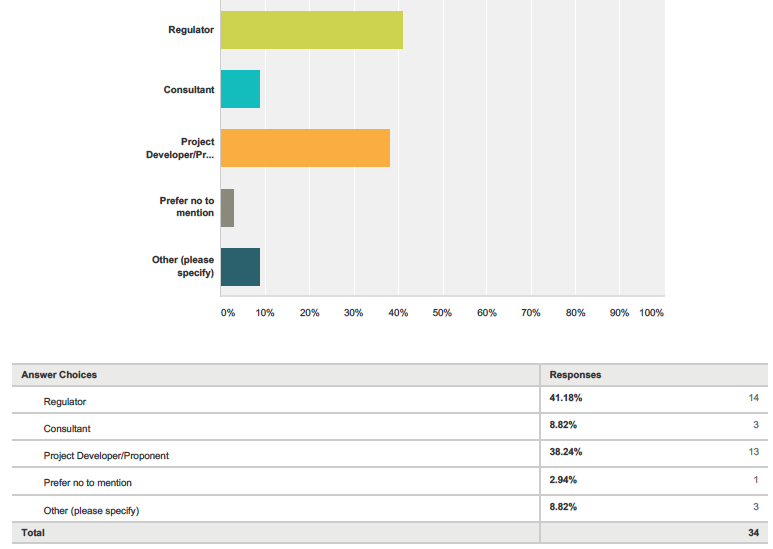 Regulator
Consultant
Project
Developer/Pr...
Prefer no to
mention
Other (please
specify)
0% 10% 20% 30% 40% 50% 60% 70% 80% 90% 100%
Answer Choices Responses
Regulator 41.18% 14
Consultant 8.82% 3
Project Developer/Proponent 38.24% 13
Prefer no to mention 2.94% 1
Other (please specify) 8.82% 3
Total 34